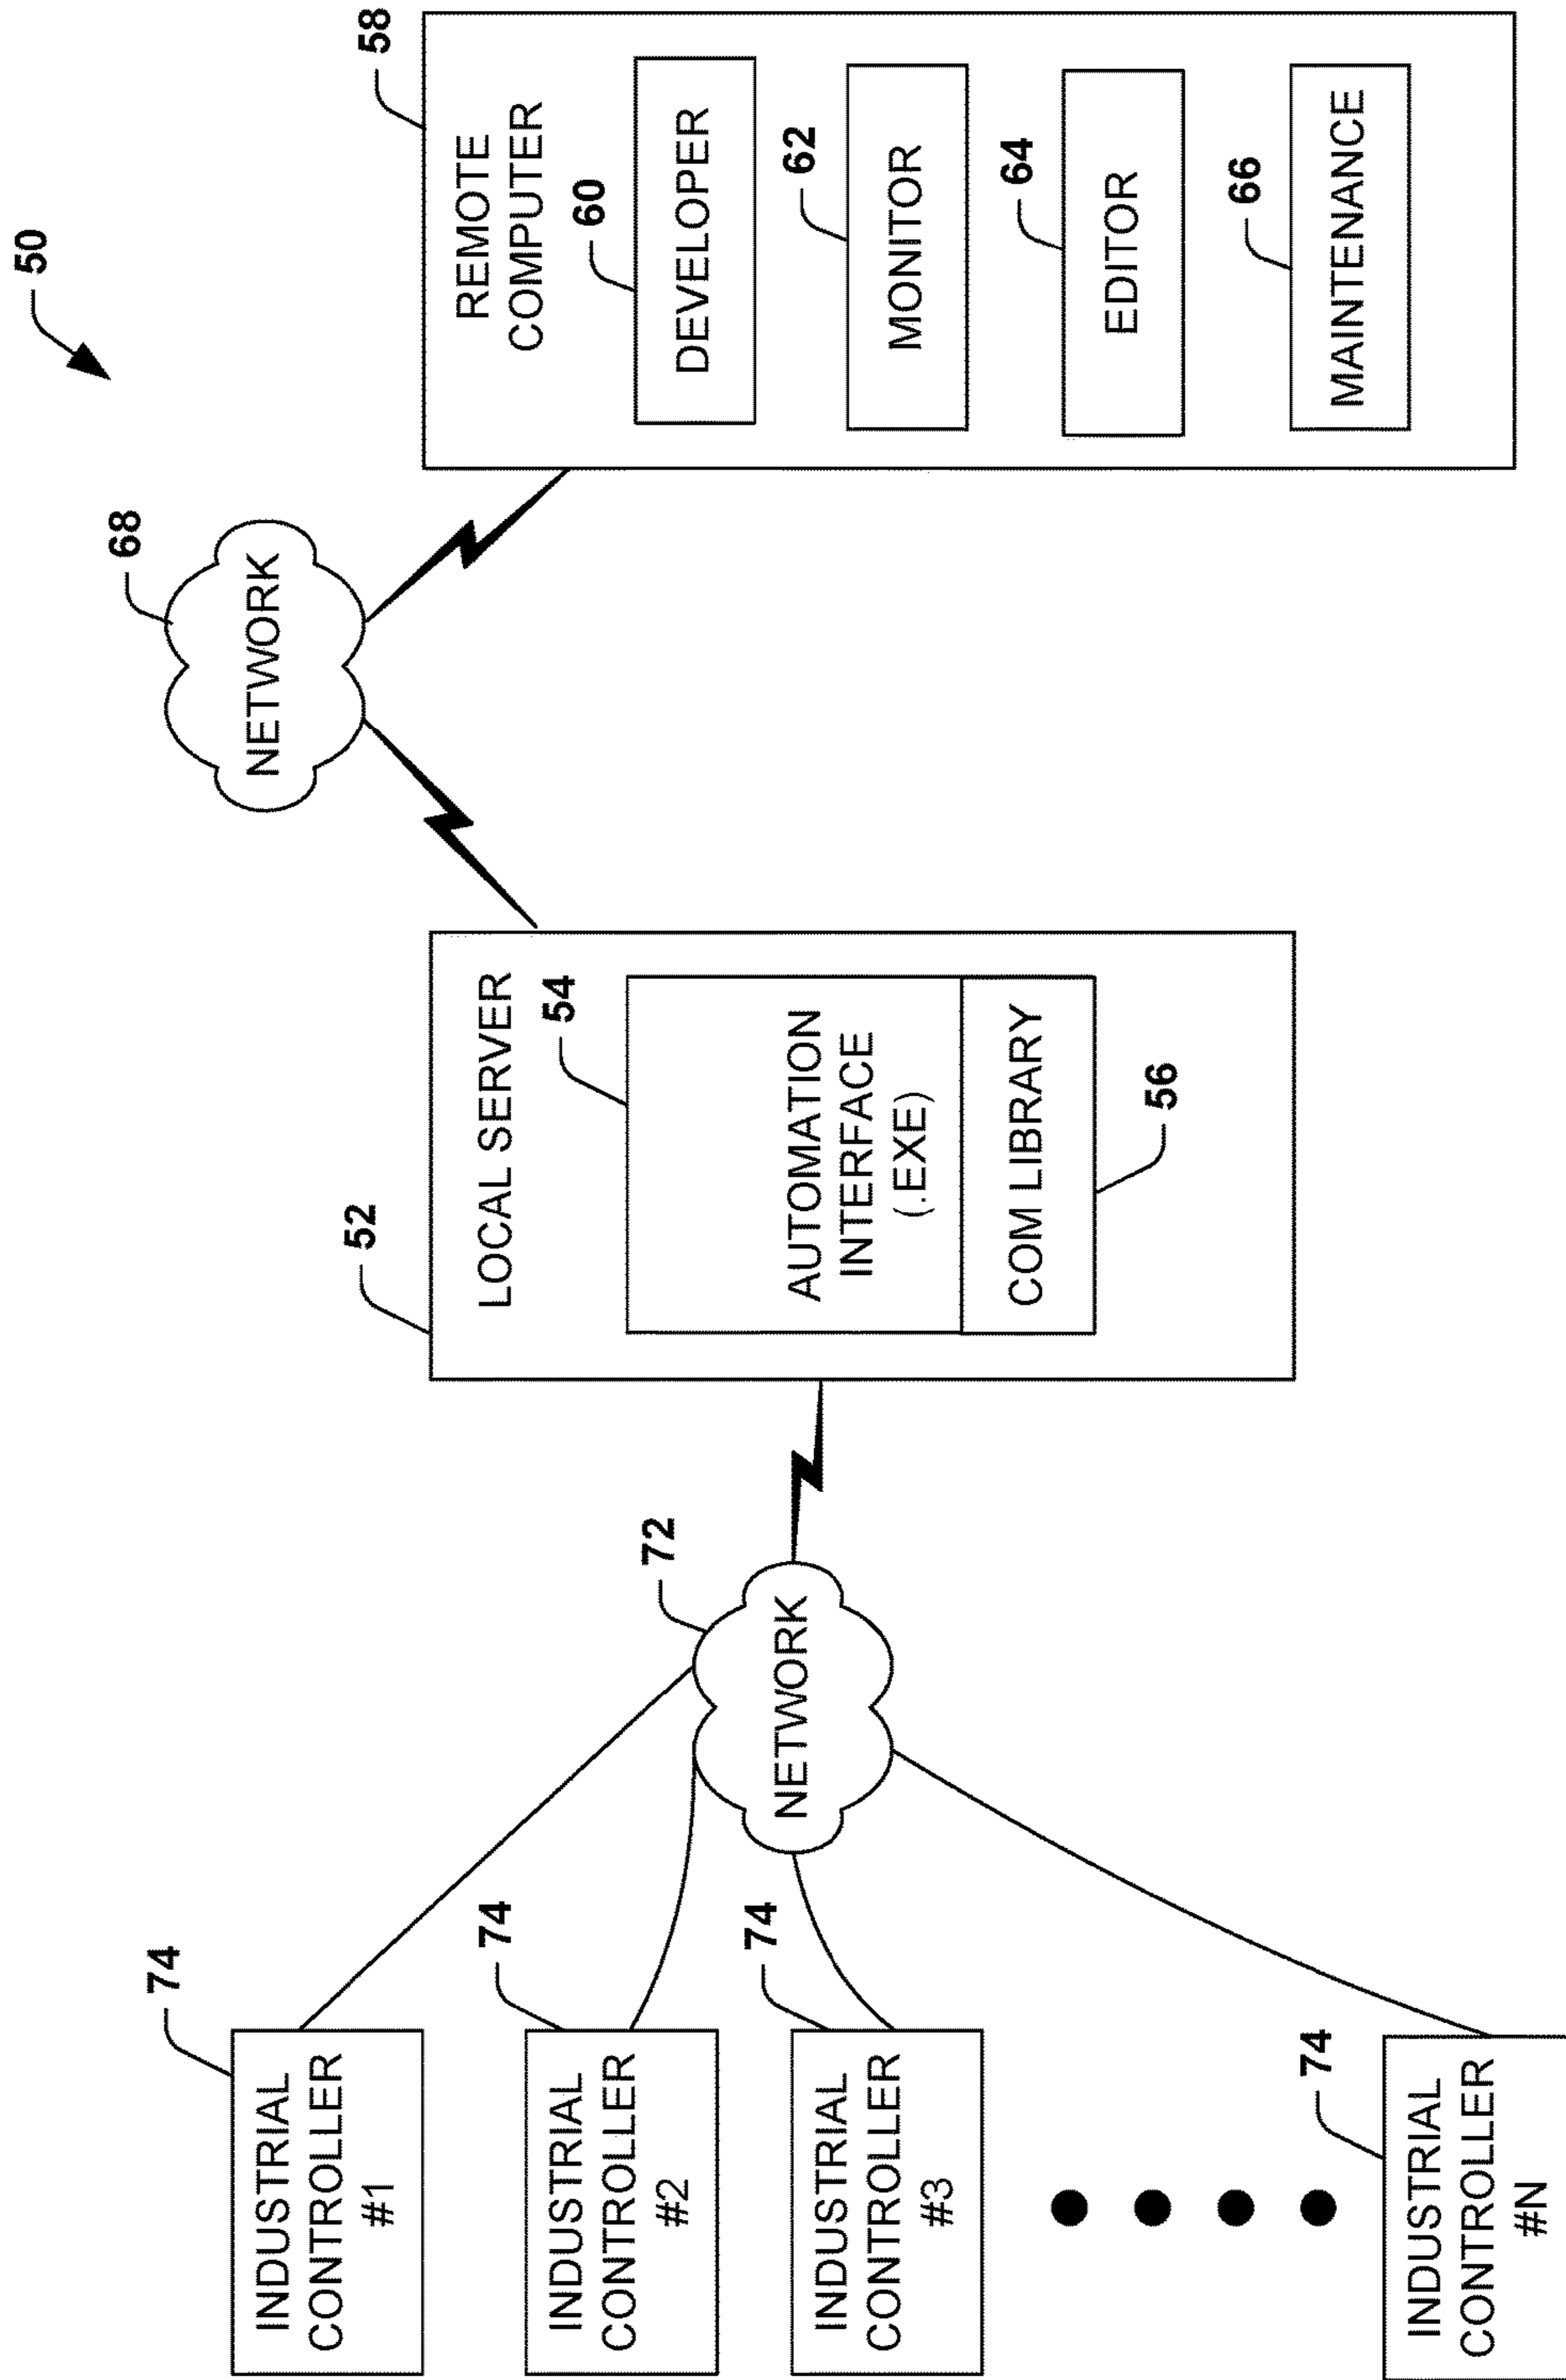 50
68
NETWORK
58
REMOTE
COMPUTER
60
DEVELOPER
62
MONITOR
64
EDITOR
66
MAINTENANCE
52
LOCAL SERVER
54
AUTOMATION
INTERFACE
(.EXE)
COM LIBRARY
56
72
NETWORK
74
INDUSTRIAL
CONTROLLER
#1
74
INDUSTRIAL
CONTROLLER
#2
74
INDUSTRIAL
CONTROLLER
#3
74
INDUSTRIAL
CONTROLLER
#N